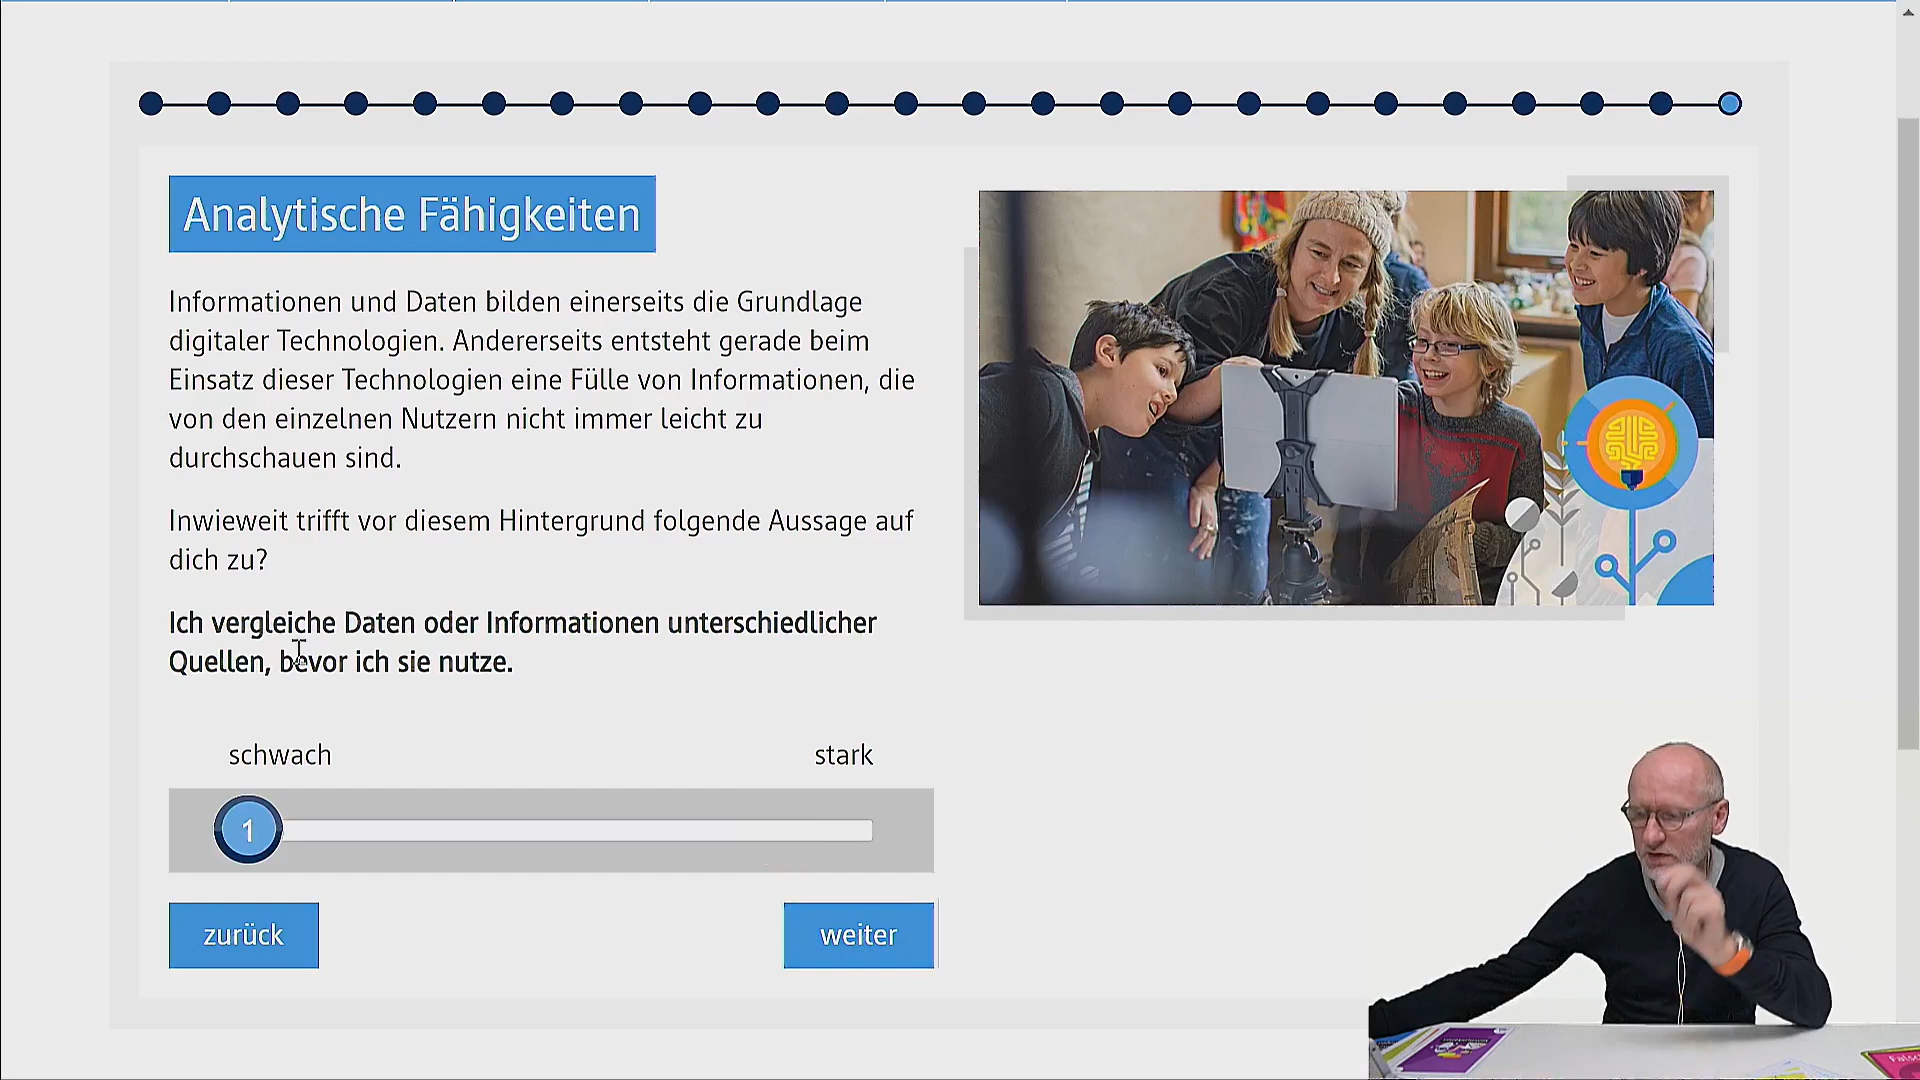 Analytische Fähigkeiten
Informationen und Daten bilden einerseits die Grundlage
digitaler Technologien. Andererseits entsteht gerade beim
Einsatz dieser Technologien eine Fülle von Informationen, die
von den einzelnen Nutzern nicht immer leicht zu
durchschauen sind.
Inwieweit trifft vor diesem Hintergrund folgende Aussage auf
dich zu?
Ich vergleiche Daten oder Informationen unterschiedlicher
Quellen, bevor ich sie nutze.
schwach stark
1
zurück weiter